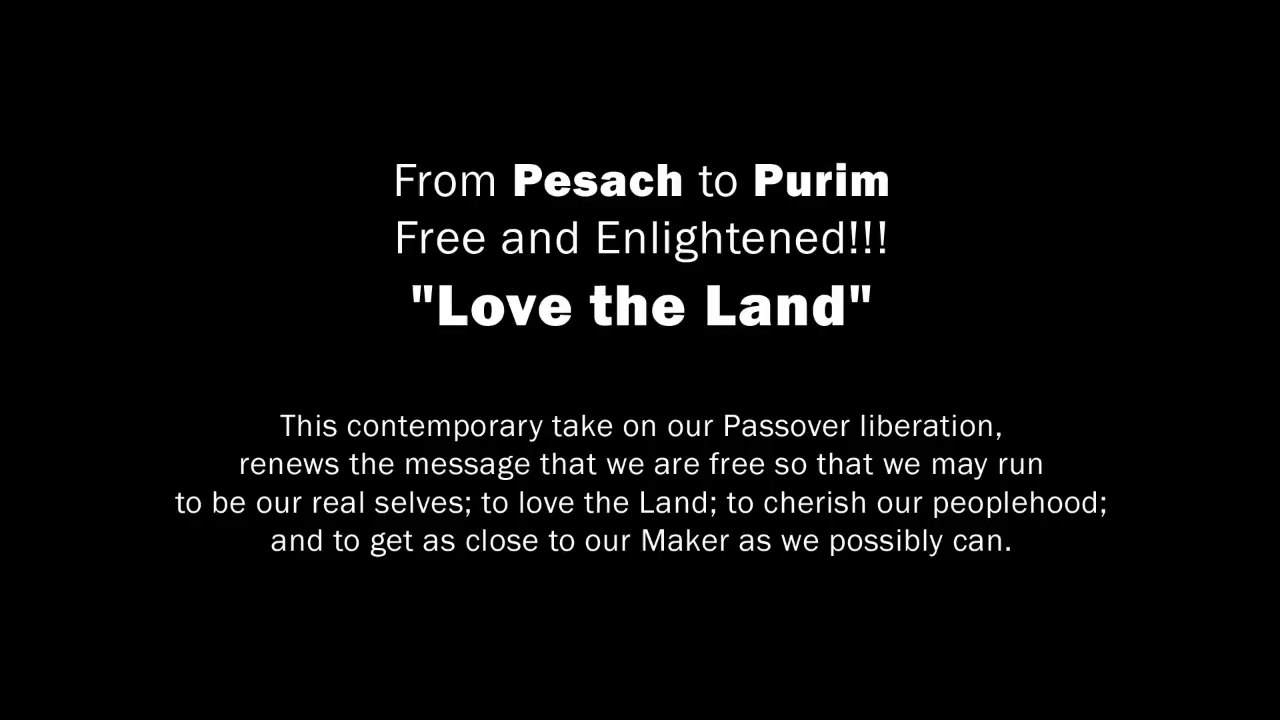 From Pesach to Purim
Free and Enlightened!!!
"Love the Land"
This contemporary take on our Passover liberation,
renews the message that we are free so that we may run
to be our real selves; to love the Land; to cherish our peoplehood;
and to get as close to our Maker as we possibly can.